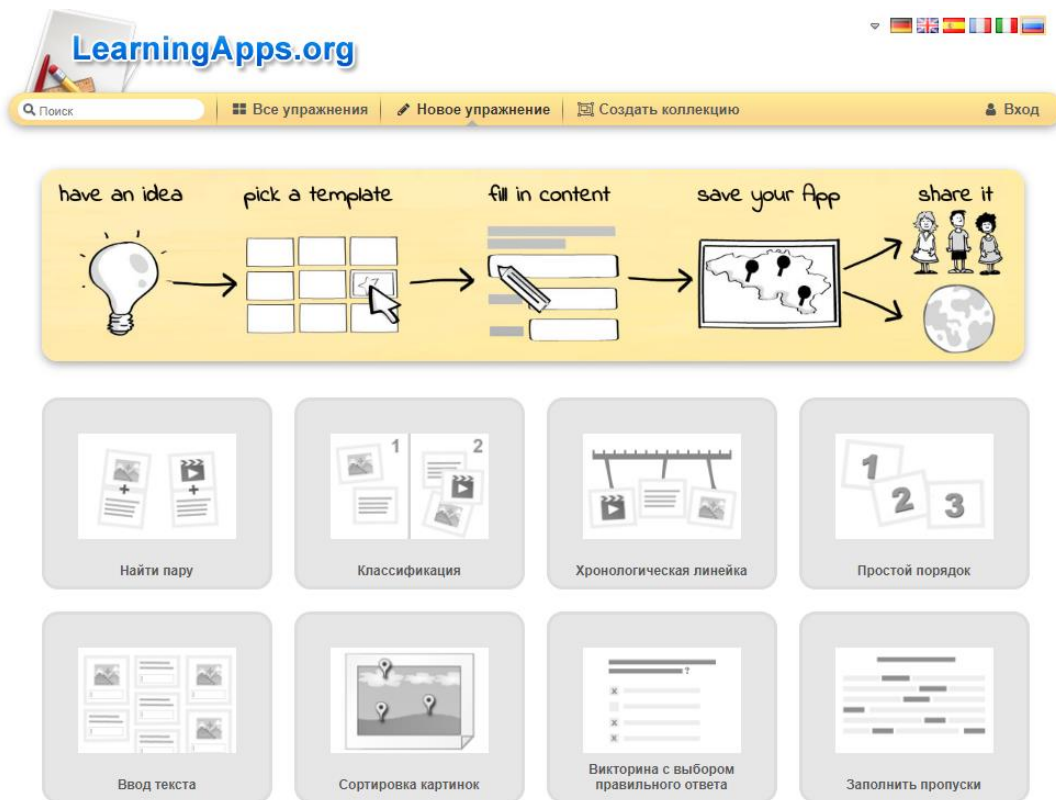 LearningApps.org
Поиск
Все упражнения
Новое упражнение
Создать коллекцию
Вход
have an idea
pick a template
fill in content
save your App
share it
1
2
1
2
3
Найти пару
Классификация
Хронологическая линейка
Простой порядок
?
Ввод текста
Сортировка картинок
Викторина с выбором
правильного ответа
Заполнить пропуски